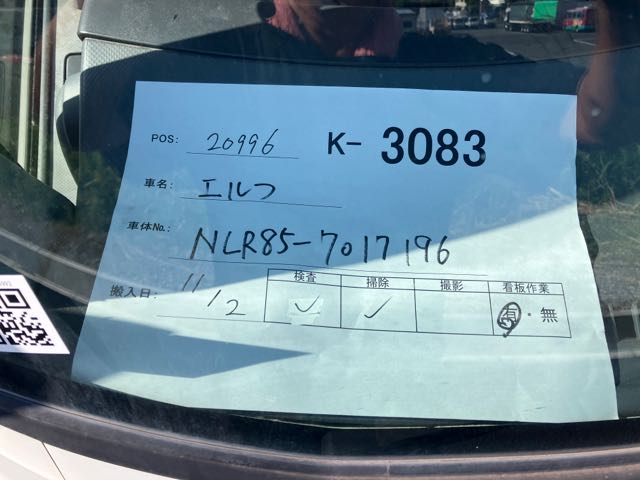 POS: 20996 K- 3083
車名: エルフ
車体No.: NLR85-7017196
搬入日: 11/2
検査 掃除 撮影 看板作業
✓ ✓ 有・無